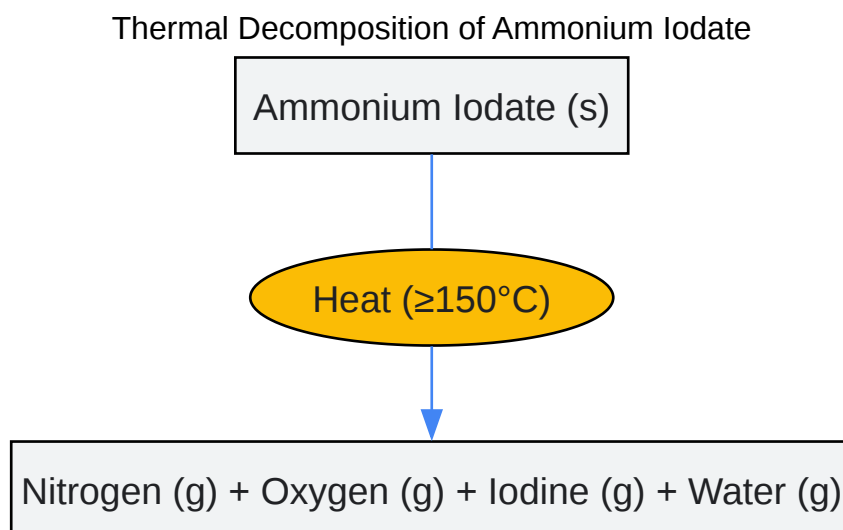 Thermal Decomposition of Ammonium Iodate
Ammonium Iodate (s)
Heat (≥150°C)
Nitrogen (g) + Oxygen (g) + Iodine (g) + Water (g)